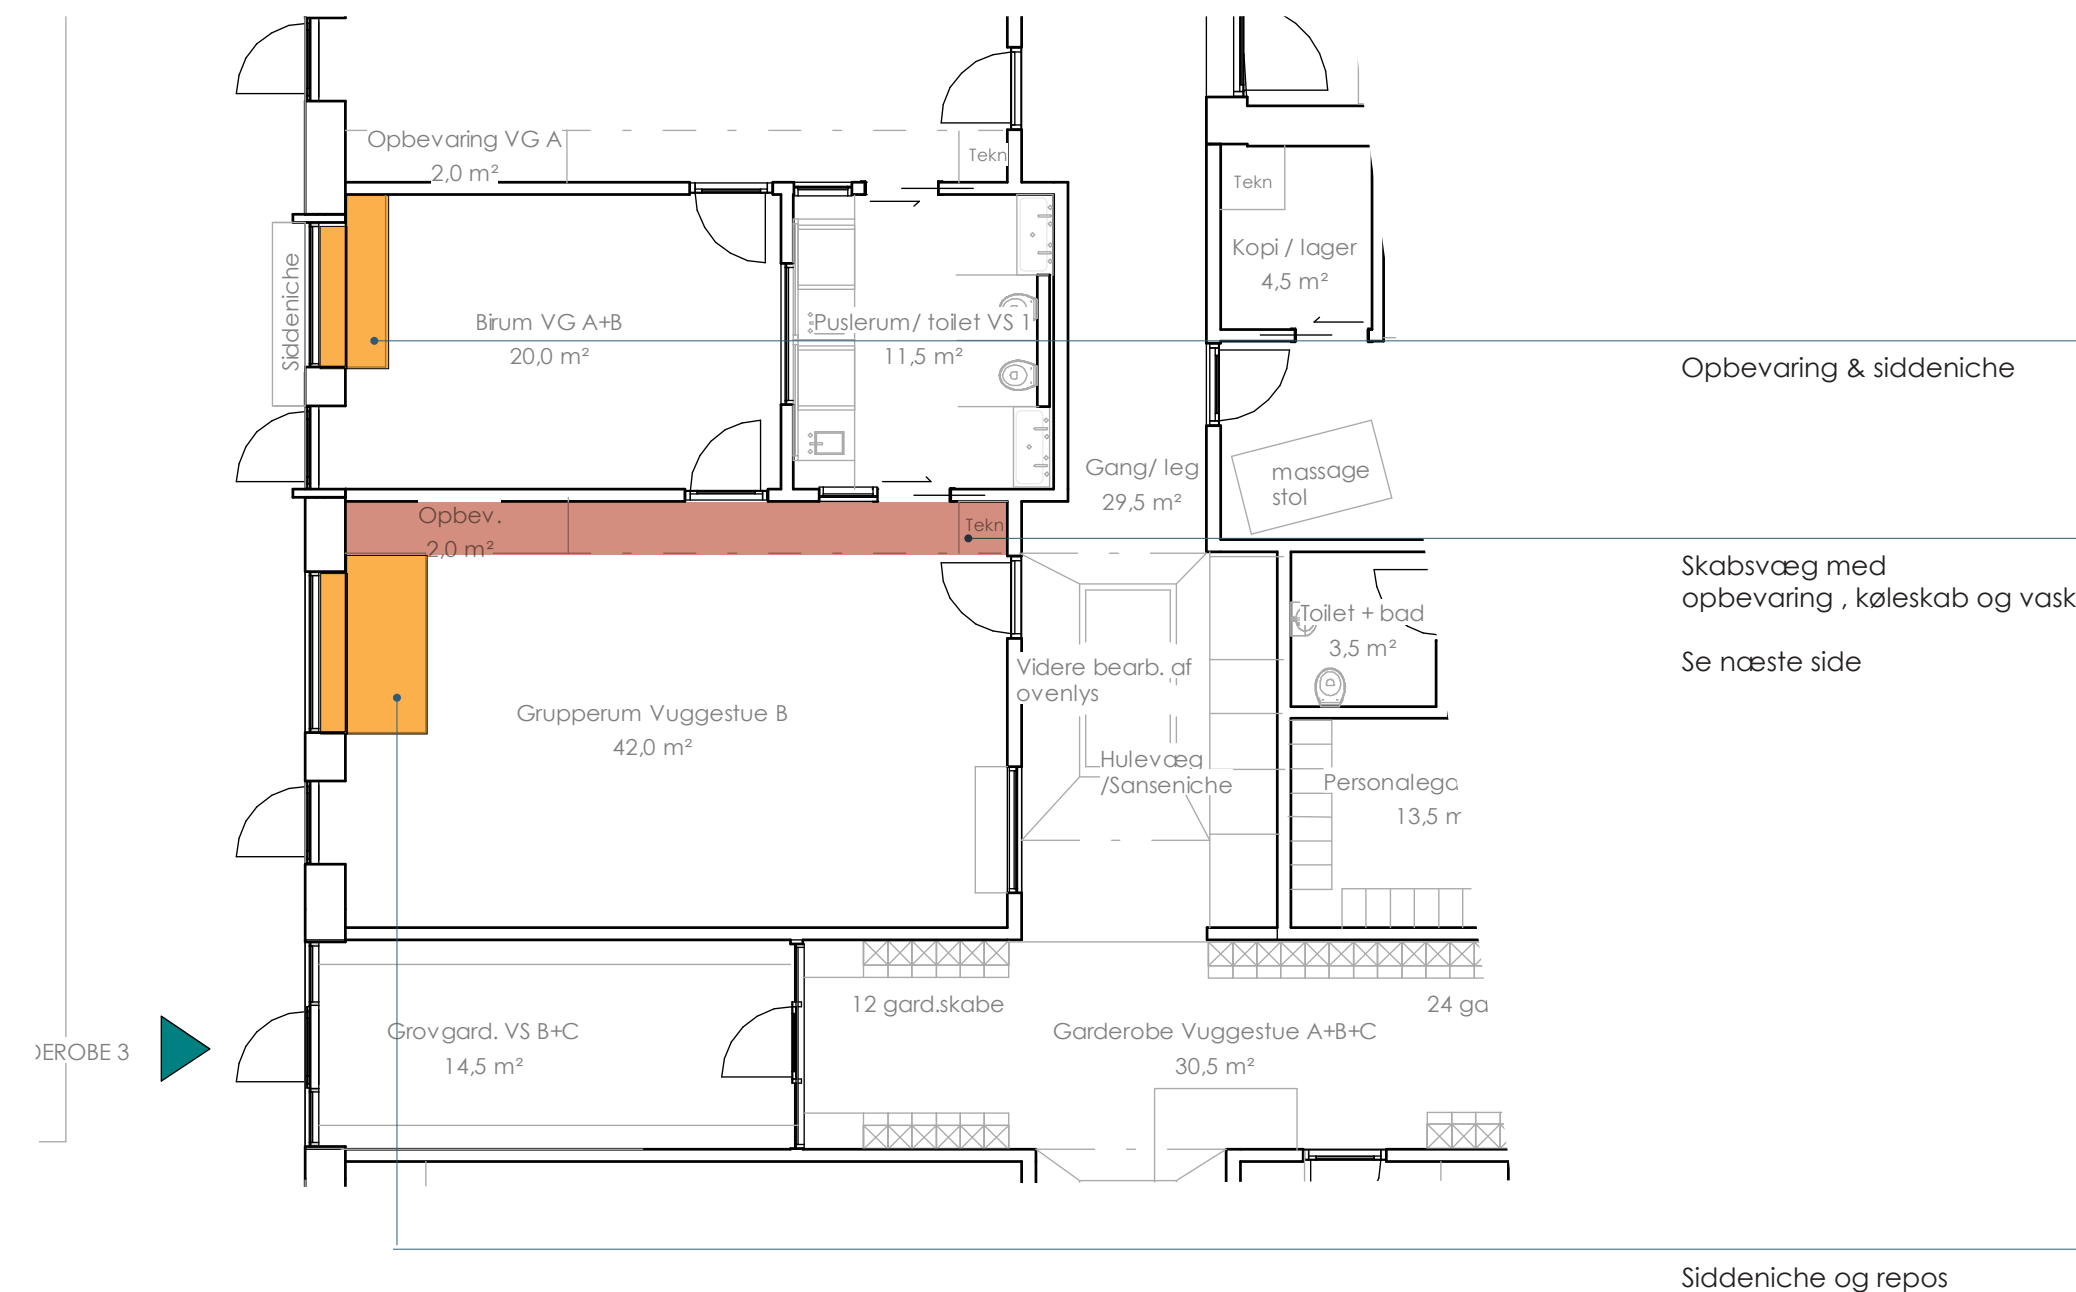 Opbevaring VG A
2,0 m²
Tekn
Tekn
Kopi / lager
4,5 m²
Siddeniche
Birum VG A+B
20,0 m²
Puslerum/ toilet VS 1
11,5 m²
Opbevaring & siddeniche
Gang/ leg
29,5 m²
massage
stol
Opbev.
2,0 m²
Tekn
Skabsvæg med
opbevaring , køleskab og vask
Se næste side
Toilet + bad
3,5 m²
Videre bearb. af
ovenlys
Grupperum Vuggestue B
42,0 m²
Hulevæg
/Sanseniche
Personalega
13,5 m
12 gard.skabe
24 ga
Grovgard. VS B+C
14,5 m²
Garderobe Vuggestue A+B+C
30,5 m²
DEROBE 3
Siddeniche og repos